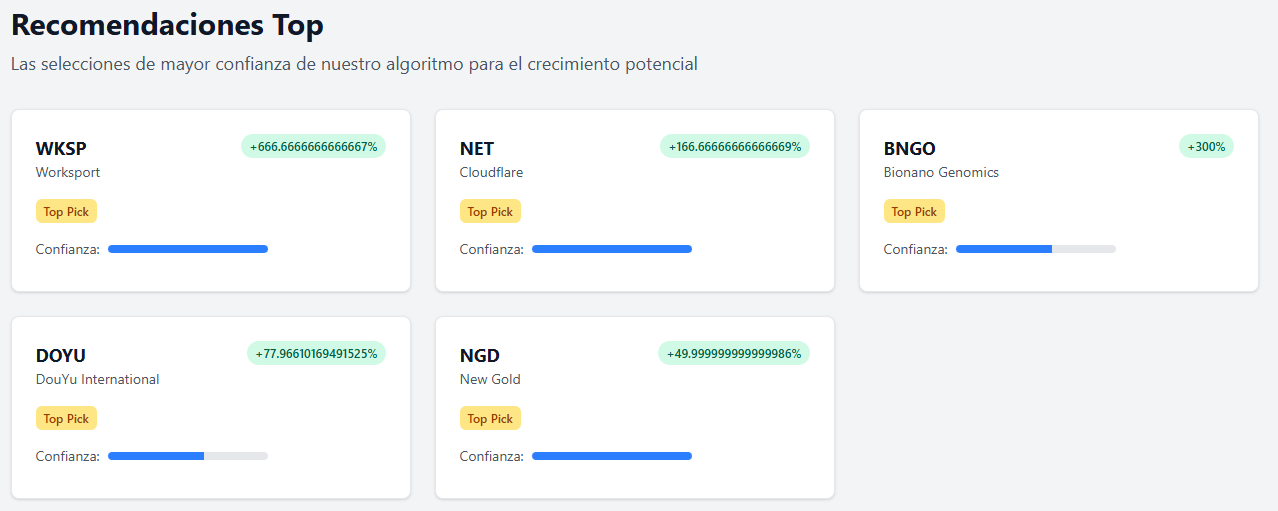 Recomendaciones Top
Las selecciones de mayor confianza de nuestro algoritmo para el crecimiento potencial
WKSP
+666.6666666666667%
Worksport
Top Pick
Confianza:
NET
+166.66666666666669%
Cloudflare
Top Pick
Confianza:
BNGO
+300%
Bionano Genomics
Top Pick
Confianza:
DOYU
+77.96610169491525%
DouYu International
Top Pick
Confianza:
NGD
+49.999999999999986%
New Gold
Top Pick
Confianza: